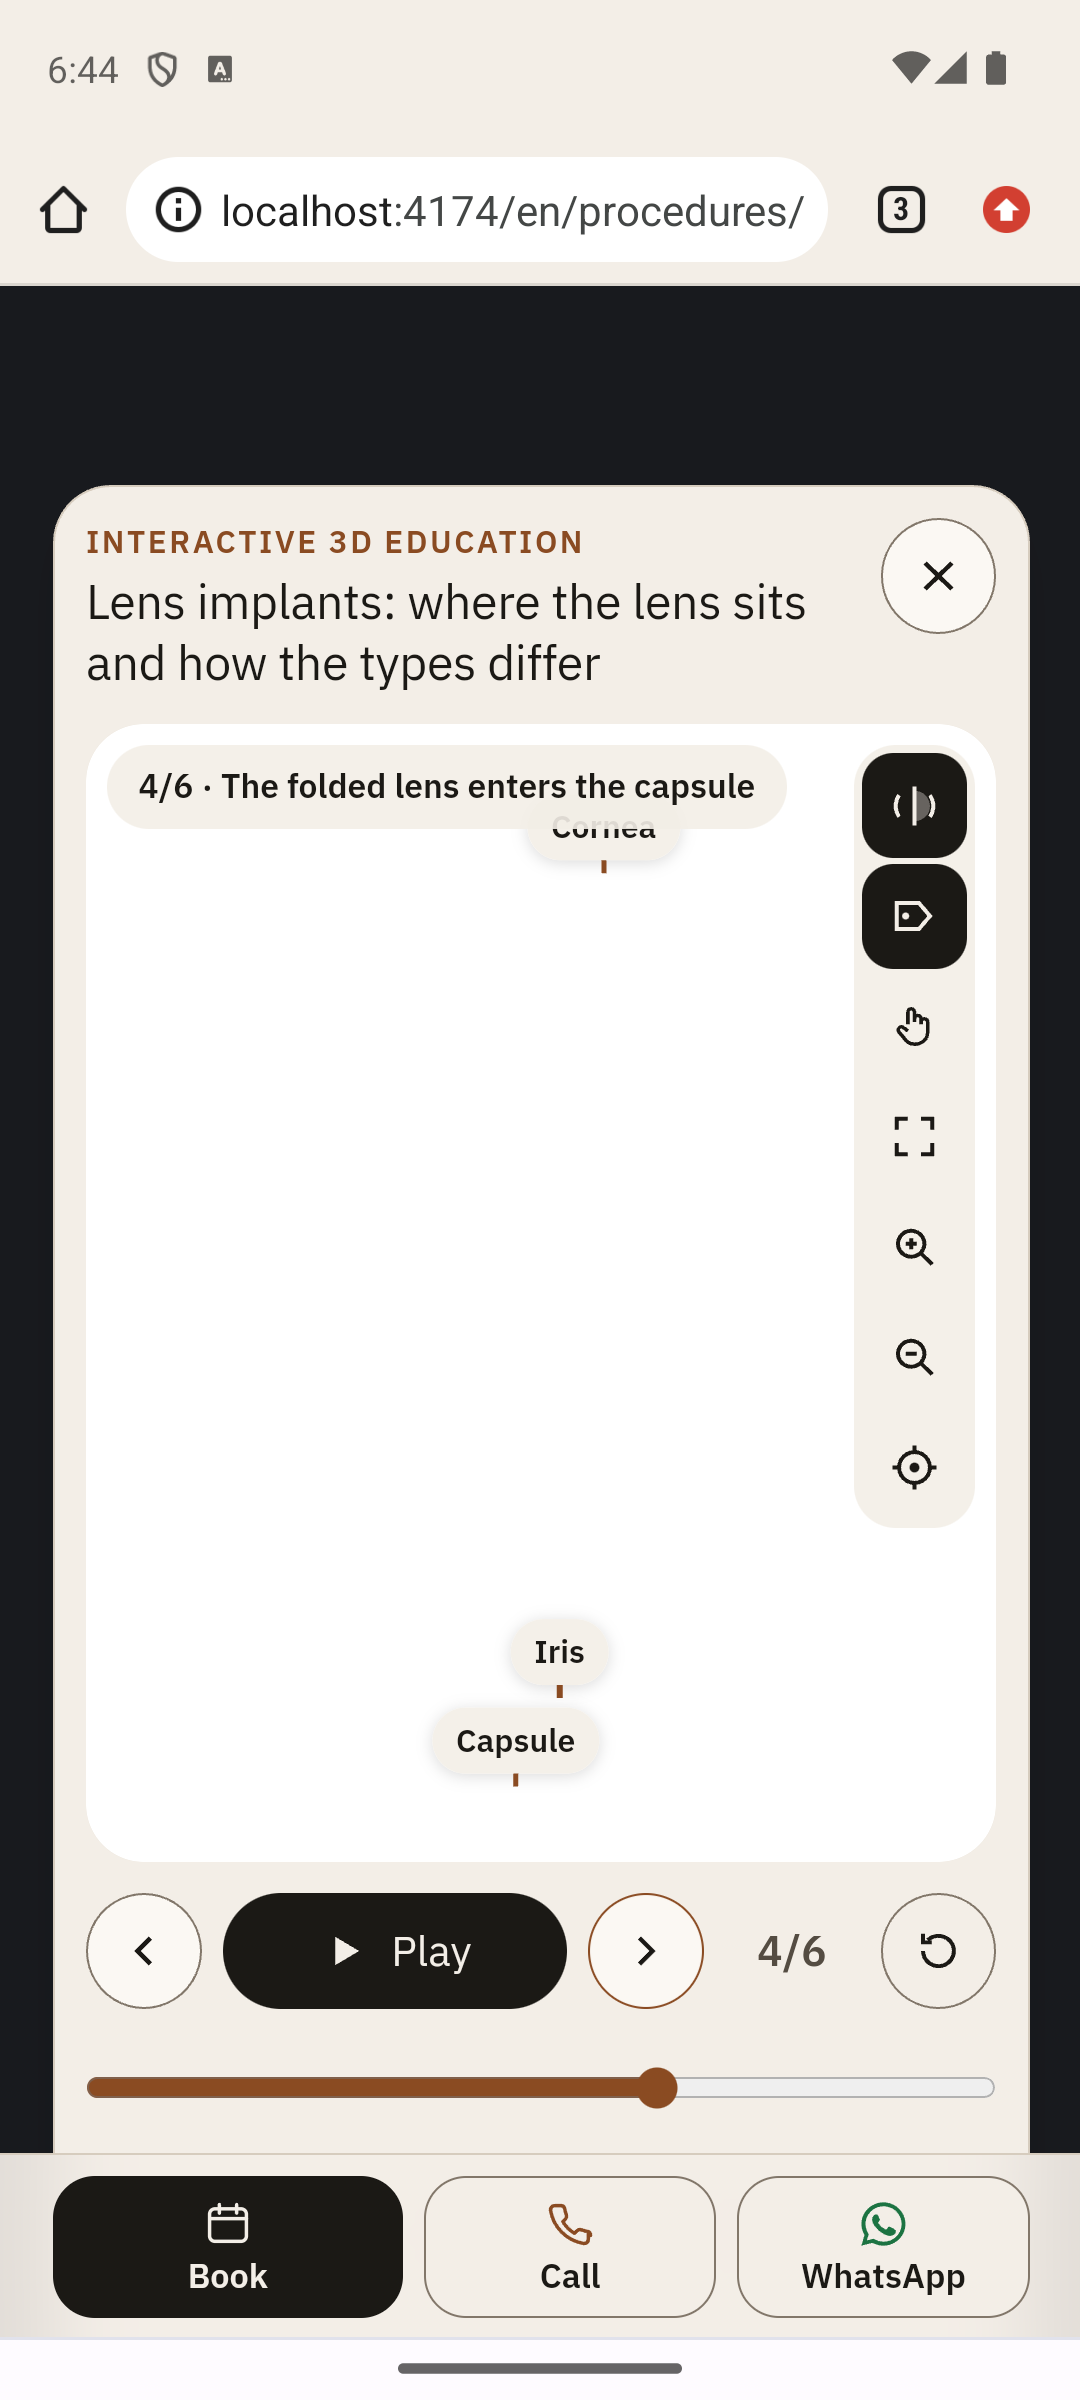 6:44
localhost:4174/en/procedures/
3
INTERACTIVE 3D EDUCATION
Lens implants: where the lens sits
and how the types differ
4/6 · The folded lens enters the capsule
Cornea
Iris
Capsule
Play
4/6
Book
Call
WhatsApp